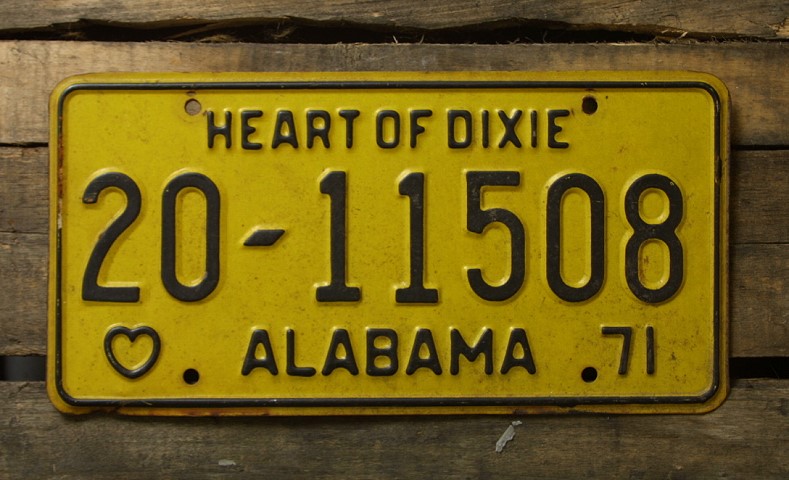 HEART OF DIXIE
20-11508
ALABAMA 71